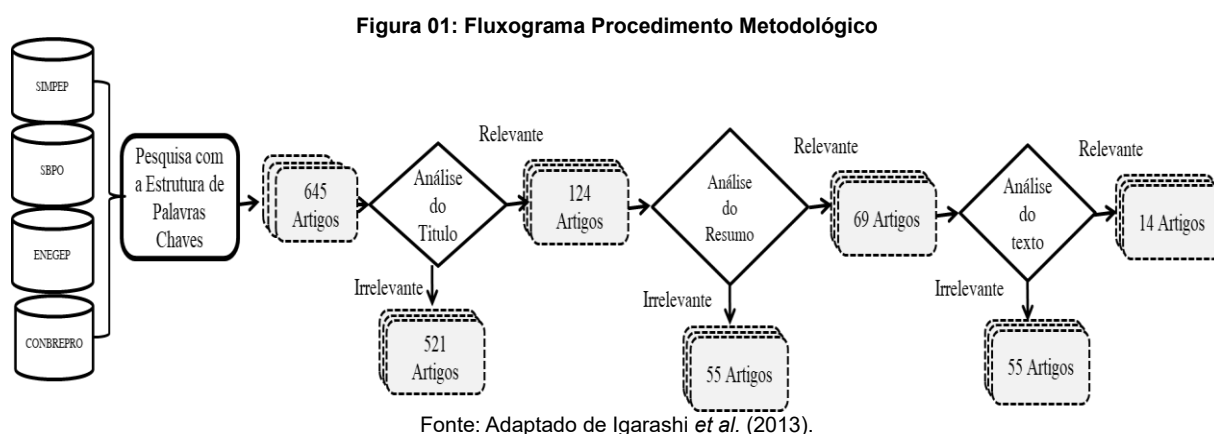 Figura 01: Fluxograma Procedimento Metodológico
SIMPEP
SBPO
ENEGEP
CONBREPRO
Pesquisa com
a Estrutura de
Palavras
Chaves
645
Artigos
Análise
do
Titulo
Relevante
Irrelevante
521
Artigos
124
Artigos
Análise
do
Resumo
Relevante
Irrelevante
55 Artigos
69 Artigos
Análise
do
texto
Relevante
Irrelevante
55 Artigos
14 Artigos
Fonte: Adaptado de Igarashi et al. (2013).